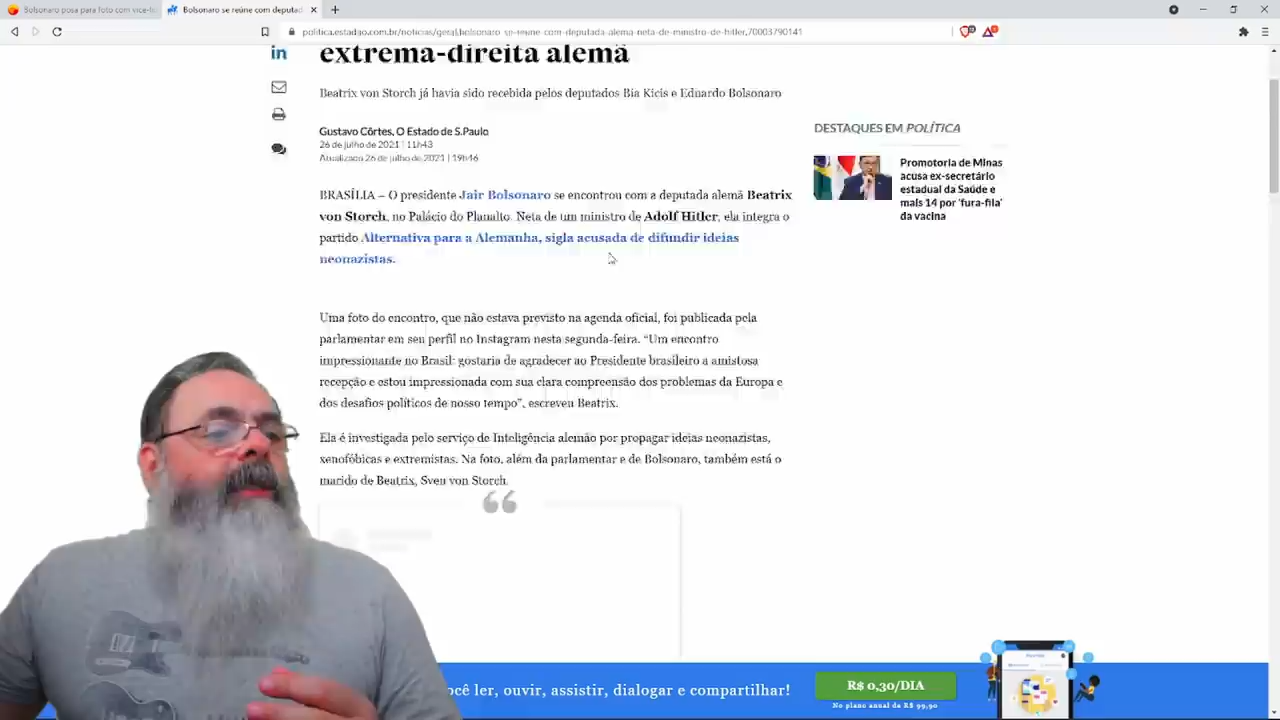 Bolsonaro posa para foto com vice-líd
Bolsonaro se reúne com deputad
politica.estadao.com.br/noticias/geral,bolsonaro-se-reune-com-deputada-alema-neta-de-ministro-de-hitler,70003790141
extrema-direita alemã
Beatrix von Storch já havia sido recebida pelos deputados Bia Kicis e Eduardo Bolsonaro
Gustavo Côrtes, O Estado de S.Paulo
26 de julho de 2021 | 11h43
Atualizado 26 de julho de 2021 | 19h46
BRASÍLIA – O presidente Jair Bolsonaro se encontrou com a deputada alemã Beatrix
von Storch, no Palácio do Planalto. Neta de um ministro de Adolf Hitler, ela integra o
partido Alternativa para a Alemanha, sigla acusada de difundir ideias
neonazistas.
Uma foto do encontro, que não estava previsto na agenda oficial, foi publicada pela
parlamentar em seu perfil no Instagram nesta segunda-feira. “Um encontro
impressionante no Brasil: gostaria de agradecer ao Presidente brasileiro a amistosa
recepção e estou impressionada com sua clara compreensão dos problemas da Europa e
dos desafios políticos de nosso tempo”, escreveu Beatrix.
Ela é investigada pelo serviço de Inteligência alemão por propagar ideias neonazistas,
xenofóbicas e extremistas. Na foto, além da parlamentar e de Bolsonaro, também está o
marido de Beatrix, Sven von Storch.
DESTAQUES EM POLÍTICA
Promotoria de Minas
acusa ex-secretário
estadual da Saúde e
mais 14 por 'fura-fila'
da vacina
ocê ler, ouvir, assistir, dialogar e compartilhar!
R$ 0,30/DIA
No plano anual de R$ 99,90